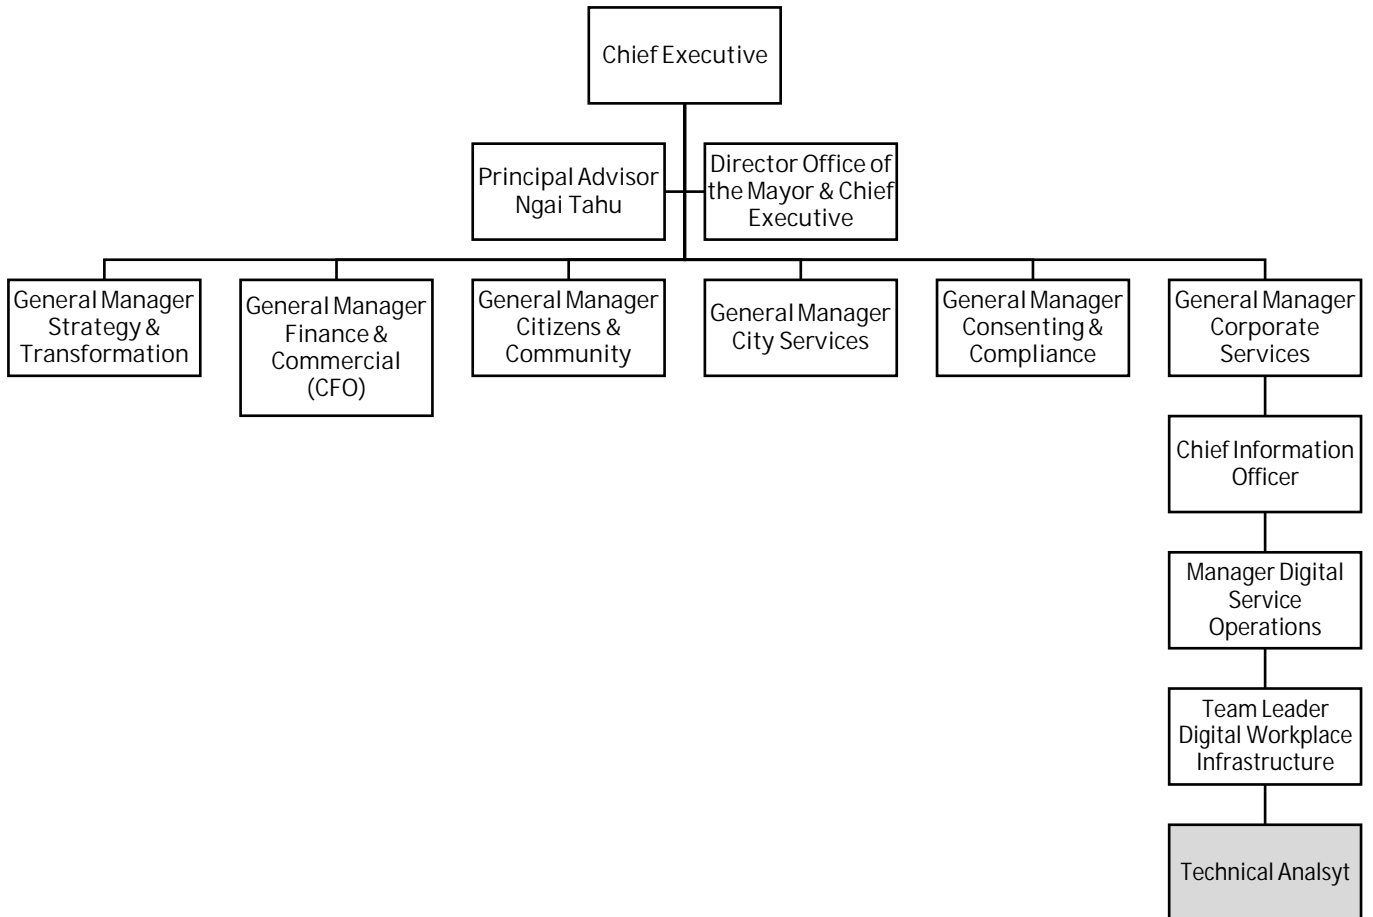 Chief Executive
Principal Advisor
Ngai Tahu
Director Office of
the Mayor & Chief
Executive
General Manager
Strategy &
Transformation
General Manager
Finance &
Commercial
(CFO)
General Manager
Citizens &
Community
General Manager
City Services
General Manager
Consenting &
Compliance
General Manager
Corporate
Services
Chief Information
Officer
Manager Digital
Service
Operations
Team Leader
Digital Workplace
Infrastructure
Technical Analsyt